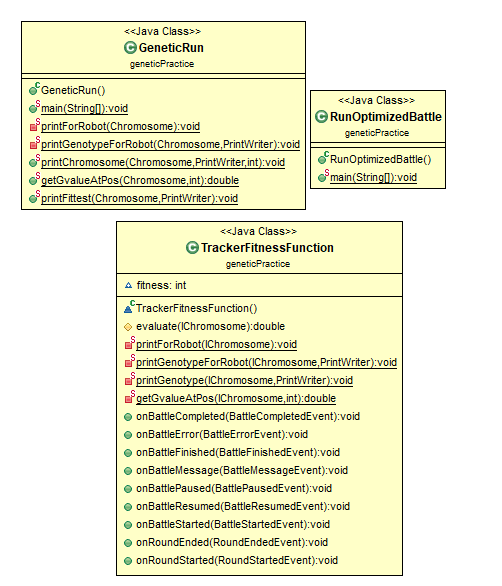 <<Java Class>>
GeneticRun
geneticPractice
GeneticRun()
main(String[]):void
printForRobot(Chromosome):void
printGenotypeForRobot(Chromosome,PrintWriter):void
printChromosome(Chromosome,PrintWriter,int):void
getGvalueAtPos(Chromosome,int):double
printFittest(Chromosome,PrintWriter):void
<<Java Class>>
RunOptimizedBattle
geneticPractice
RunOptimizedBattle()
main(String[]):void
<<Java Class>>
TrackerFitnessFunction
geneticPractice
fitness: int
TrackerFitnessFunction()
evaluate(IChromosome):double
printForRobot(IChromosome):void
printGenotypeForRobot(IChromosome,PrintWriter):void
printGenotype(IChromosome,PrintWriter):void
getGvalueAtPos(IChromosome,int):double
onBattleCompleted(BattleCompletedEvent):void
onBattleError(BattleErrorEvent):void
onBattleFinished(BattleFinishedEvent):void
onBattleMessage(BattleMessageEvent):void
onBattlePaused(BattlePausedEvent):void
onBattleResumed(BattleResumedEvent):void
onBattleStarted(BattleStartedEvent):void
onRoundEnded(RoundEndedEvent):void
onRoundStarted(RoundStartedEvent):void